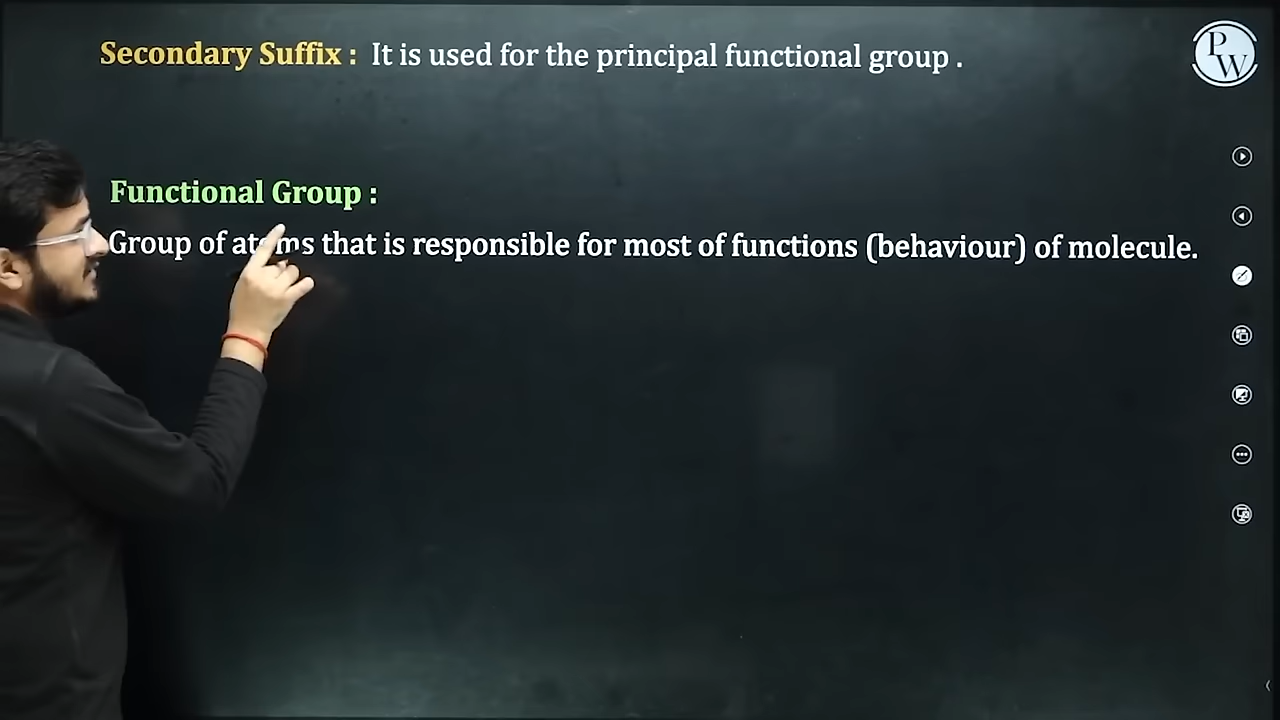 Secondary Suffix : It is used for the principal functional group .
P
W
Functional Group :
Group of atoms that is responsible for most of functions (behaviour) of molecule.